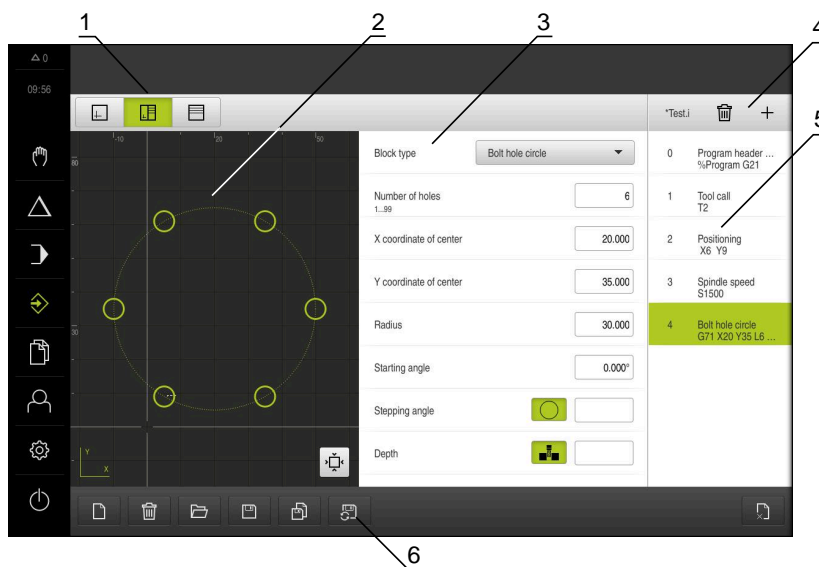 1
2
3
4
△ 0
09:56
*Test.i
5
-10
20
50
80
30
Y
X
Block type
Bolt hole circle
Number of holes
1...99
6
X coordinate of center
20.000
Y coordinate of center
35.000
Radius
30.000
Starting angle
0.000°
Stepping angle
Depth
0
Program header ...
%Program G21
1
Tool call
T2
2
Positioning
X6 Y9
3
Spindle speed
S1500
4
Bolt hole circle
G71 X20 Y35 L6 ...
6